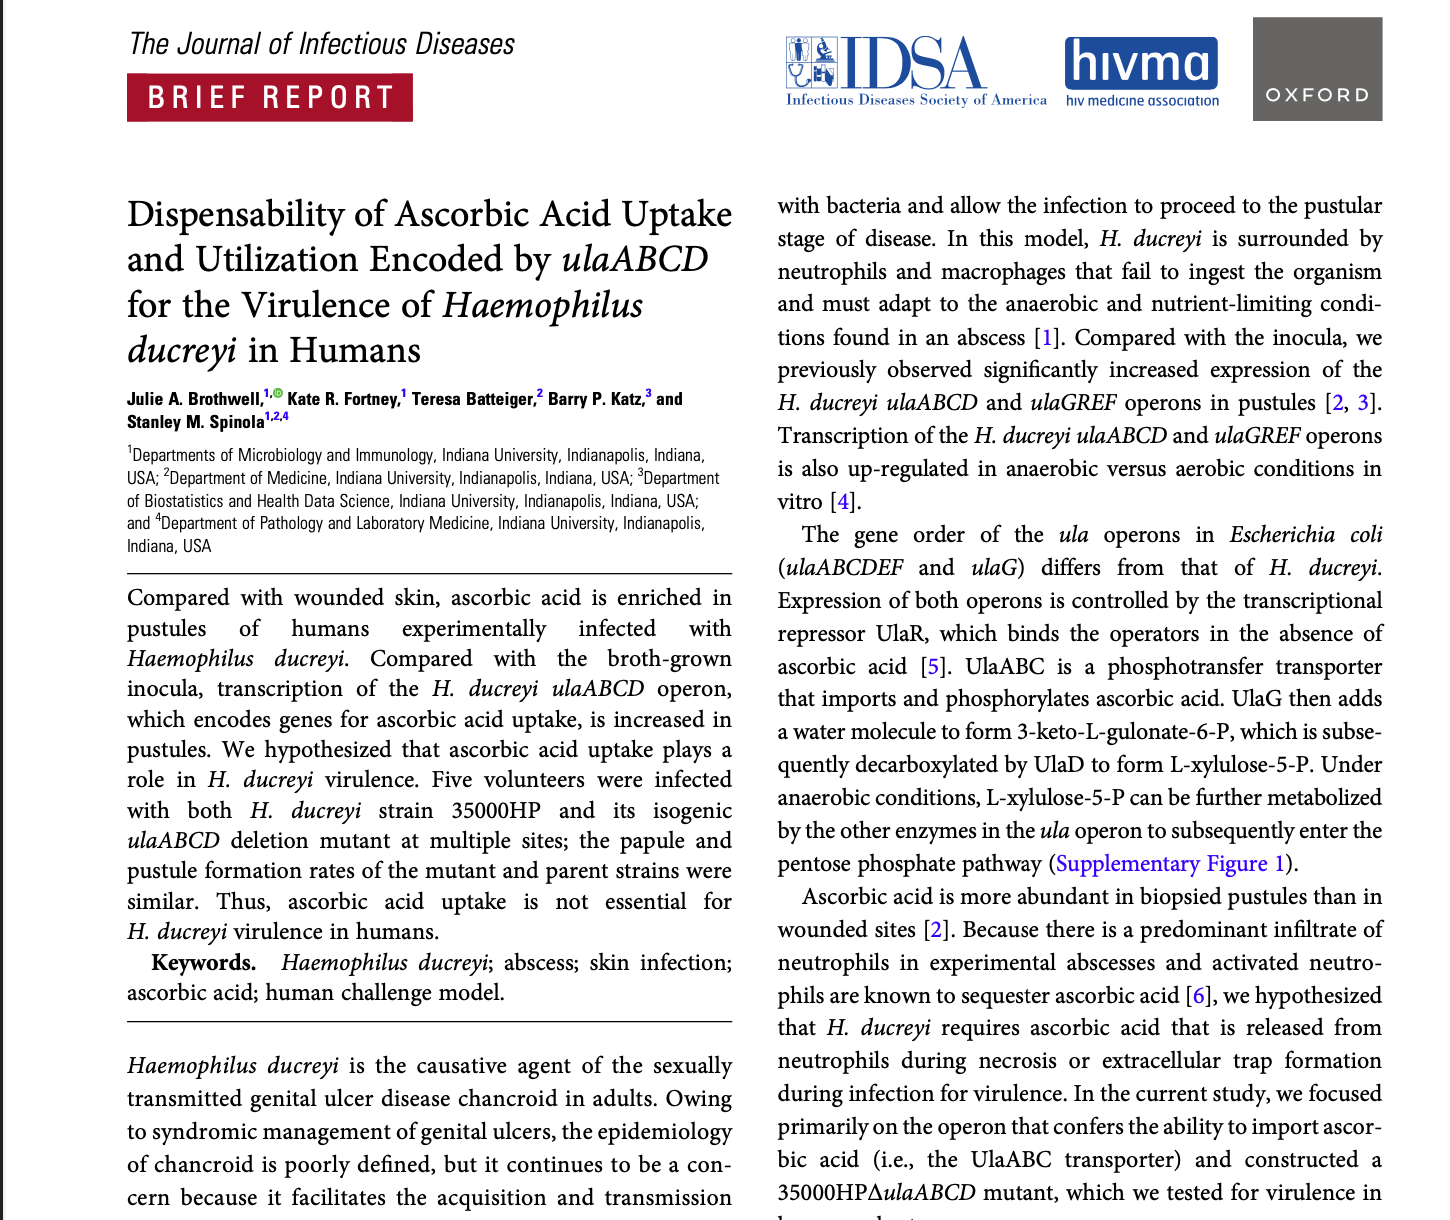 The Journal of Infectious Diseases
BRIEF REPORT
IDSA
Infectious Diseases Society of America
hivma
hiv medicine association
OXFORD
Dispensability of Ascorbic Acid Uptake
and Utilization Encoded by ulaABCD
for the Virulence of Haemophilus
ducreyi in Humans
Julie A. Brothwell,1, Kate R. Fortney,1 Teresa Batteiger,2 Barry P. Katz,3 and
Stanley M. Spinola1,2,4
1Departments of Microbiology and Immunology, Indiana University, Indianapolis, Indiana,
USA; 2Department of Medicine, Indiana University, Indianapolis, Indiana, USA; 3Department
of Biostatistics and Health Data Science, Indiana University, Indianapolis, Indiana, USA;
and 4Department of Pathology and Laboratory Medicine, Indiana University, Indianapolis,
Indiana, USA
Compared with wounded skin, ascorbic acid is enriched in
pustules of humans experimentally infected with
Haemophilus ducreyi. Compared with the broth-grown
inocula, transcription of the H. ducreyi ulaABCD operon,
which encodes genes for ascorbic acid uptake, is increased in
pustules. We hypothesized that ascorbic acid uptake plays a
role in H. ducreyi virulence. Five volunteers were infected
with both H. ducreyi strain 35000HP and its isogenic
ulaABCD deletion mutant at multiple sites; the papule and
pustule formation rates of the mutant and parent strains were
similar. Thus, ascorbic acid uptake is not essential for
H. ducreyi virulence in humans.
Keywords. Haemophilus ducreyi; abscess; skin infection;
ascorbic acid; human challenge model.
Haemophilus ducreyi is the causative agent of the sexually
transmitted genital ulcer disease chancroid in adults. Owing
to syndromic management of genital ulcers, the epidemiology
of chancroid is poorly defined, but it continues to be a con-
cern because it facilitates the acquisition and transmission
with bacteria and allow the infection to proceed to the pustular
stage of disease. In this model, H. ducreyi is surrounded by
neutrophils and macrophages that fail to ingest the organism
and must adapt to the anaerobic and nutrient-limiting condi-
tions found in an abscess [1]. Compared with the inocula, we
previously observed significantly increased expression of the
H. ducreyi ulaABCD and ulaGREF operons in pustules [2, 3].
Transcription of the H. ducreyi ulaABCD and ulaGREF operons
is also up-regulated in anaerobic versus aerobic conditions in
vitro [4].
The gene order of the ula operons in Escherichia coli
(ulaABCDEF and ulaG) differs from that of H. ducreyi.
Expression of both operons is controlled by the transcriptional
repressor UlaR, which binds the operators in the absence of
ascorbic acid [5]. UlaABC is a phosphotransfer transporter
that imports and phosphorylates ascorbic acid. UlaG then adds
a water molecule to form 3-keto-L-gulonate-6-P, which is subse-
quently decarboxylated by UlaD to form L-xylulose-5-P. Under
anaerobic conditions, L-xylulose-5-P can be further metabolized
by the other enzymes in the ula operon to subsequently enter the
pentose phosphate pathway (Supplementary Figure 1).
Ascorbic acid is more abundant in biopsied pustules than in
wounded sites [2]. Because there is a predominant infiltrate of
neutrophils in experimental abscesses and activated neutro-
phils are known to sequester ascorbic acid [6], we hypothesized
that H. ducreyi requires ascorbic acid that is released from
neutrophils during necrosis or extracellular trap formation
during infection for virulence. In the current study, we focused
primarily on the operon that confers the ability to import ascor-
bic acid (i.e., the UlaABC transporter) and constructed a
35000HPΔulaABCD mutant, which we tested for virulence in